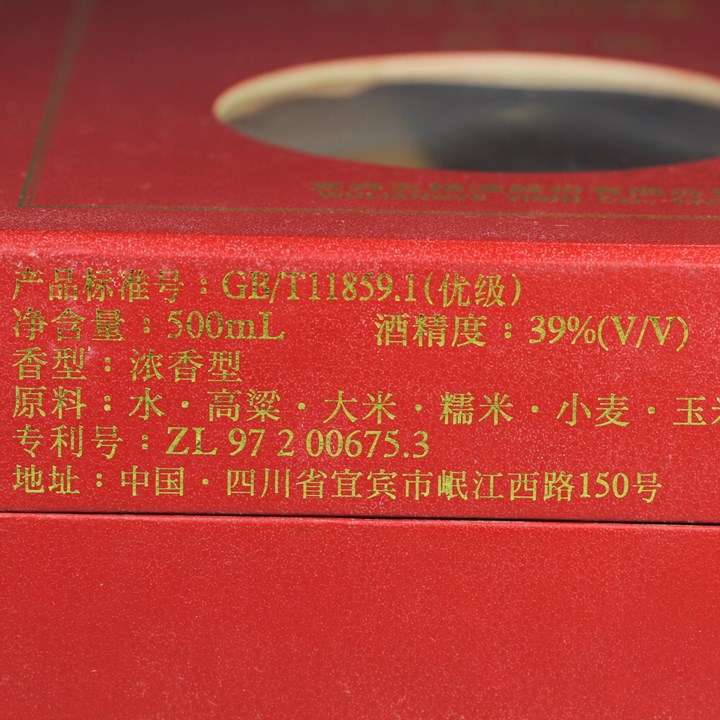 产品标准号：GB/T11859.1(优级)
净含量：500mL 酒精度：39%(V/V)
香型：浓香型
原料：水·高粱·大米·糯米·小麦·玉米
专利号：ZL 97 2 00675.3
地址：中国·四川省宜宾市岷江西路150号